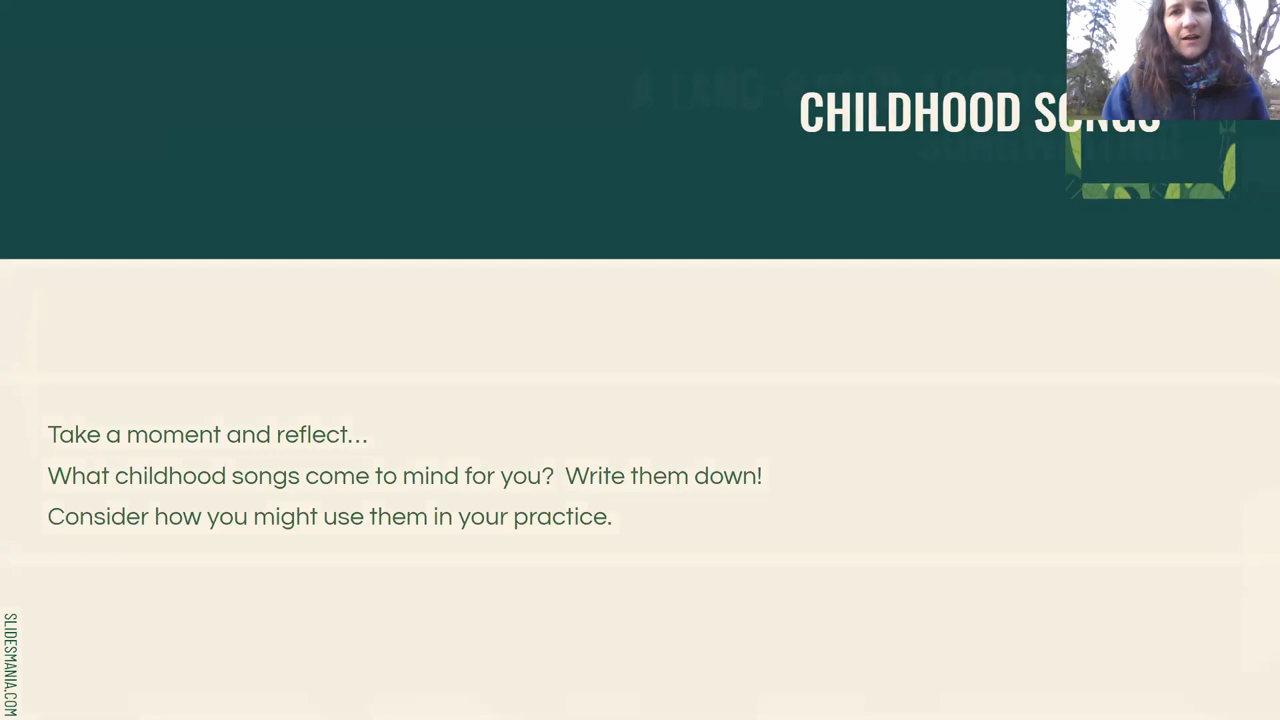 CHILDHOOD SONGS
Take a moment and reflect…
What childhood songs come to mind for you?  Write them down!
Consider how you might use them in your practice.
SLIDESMANIA.COM